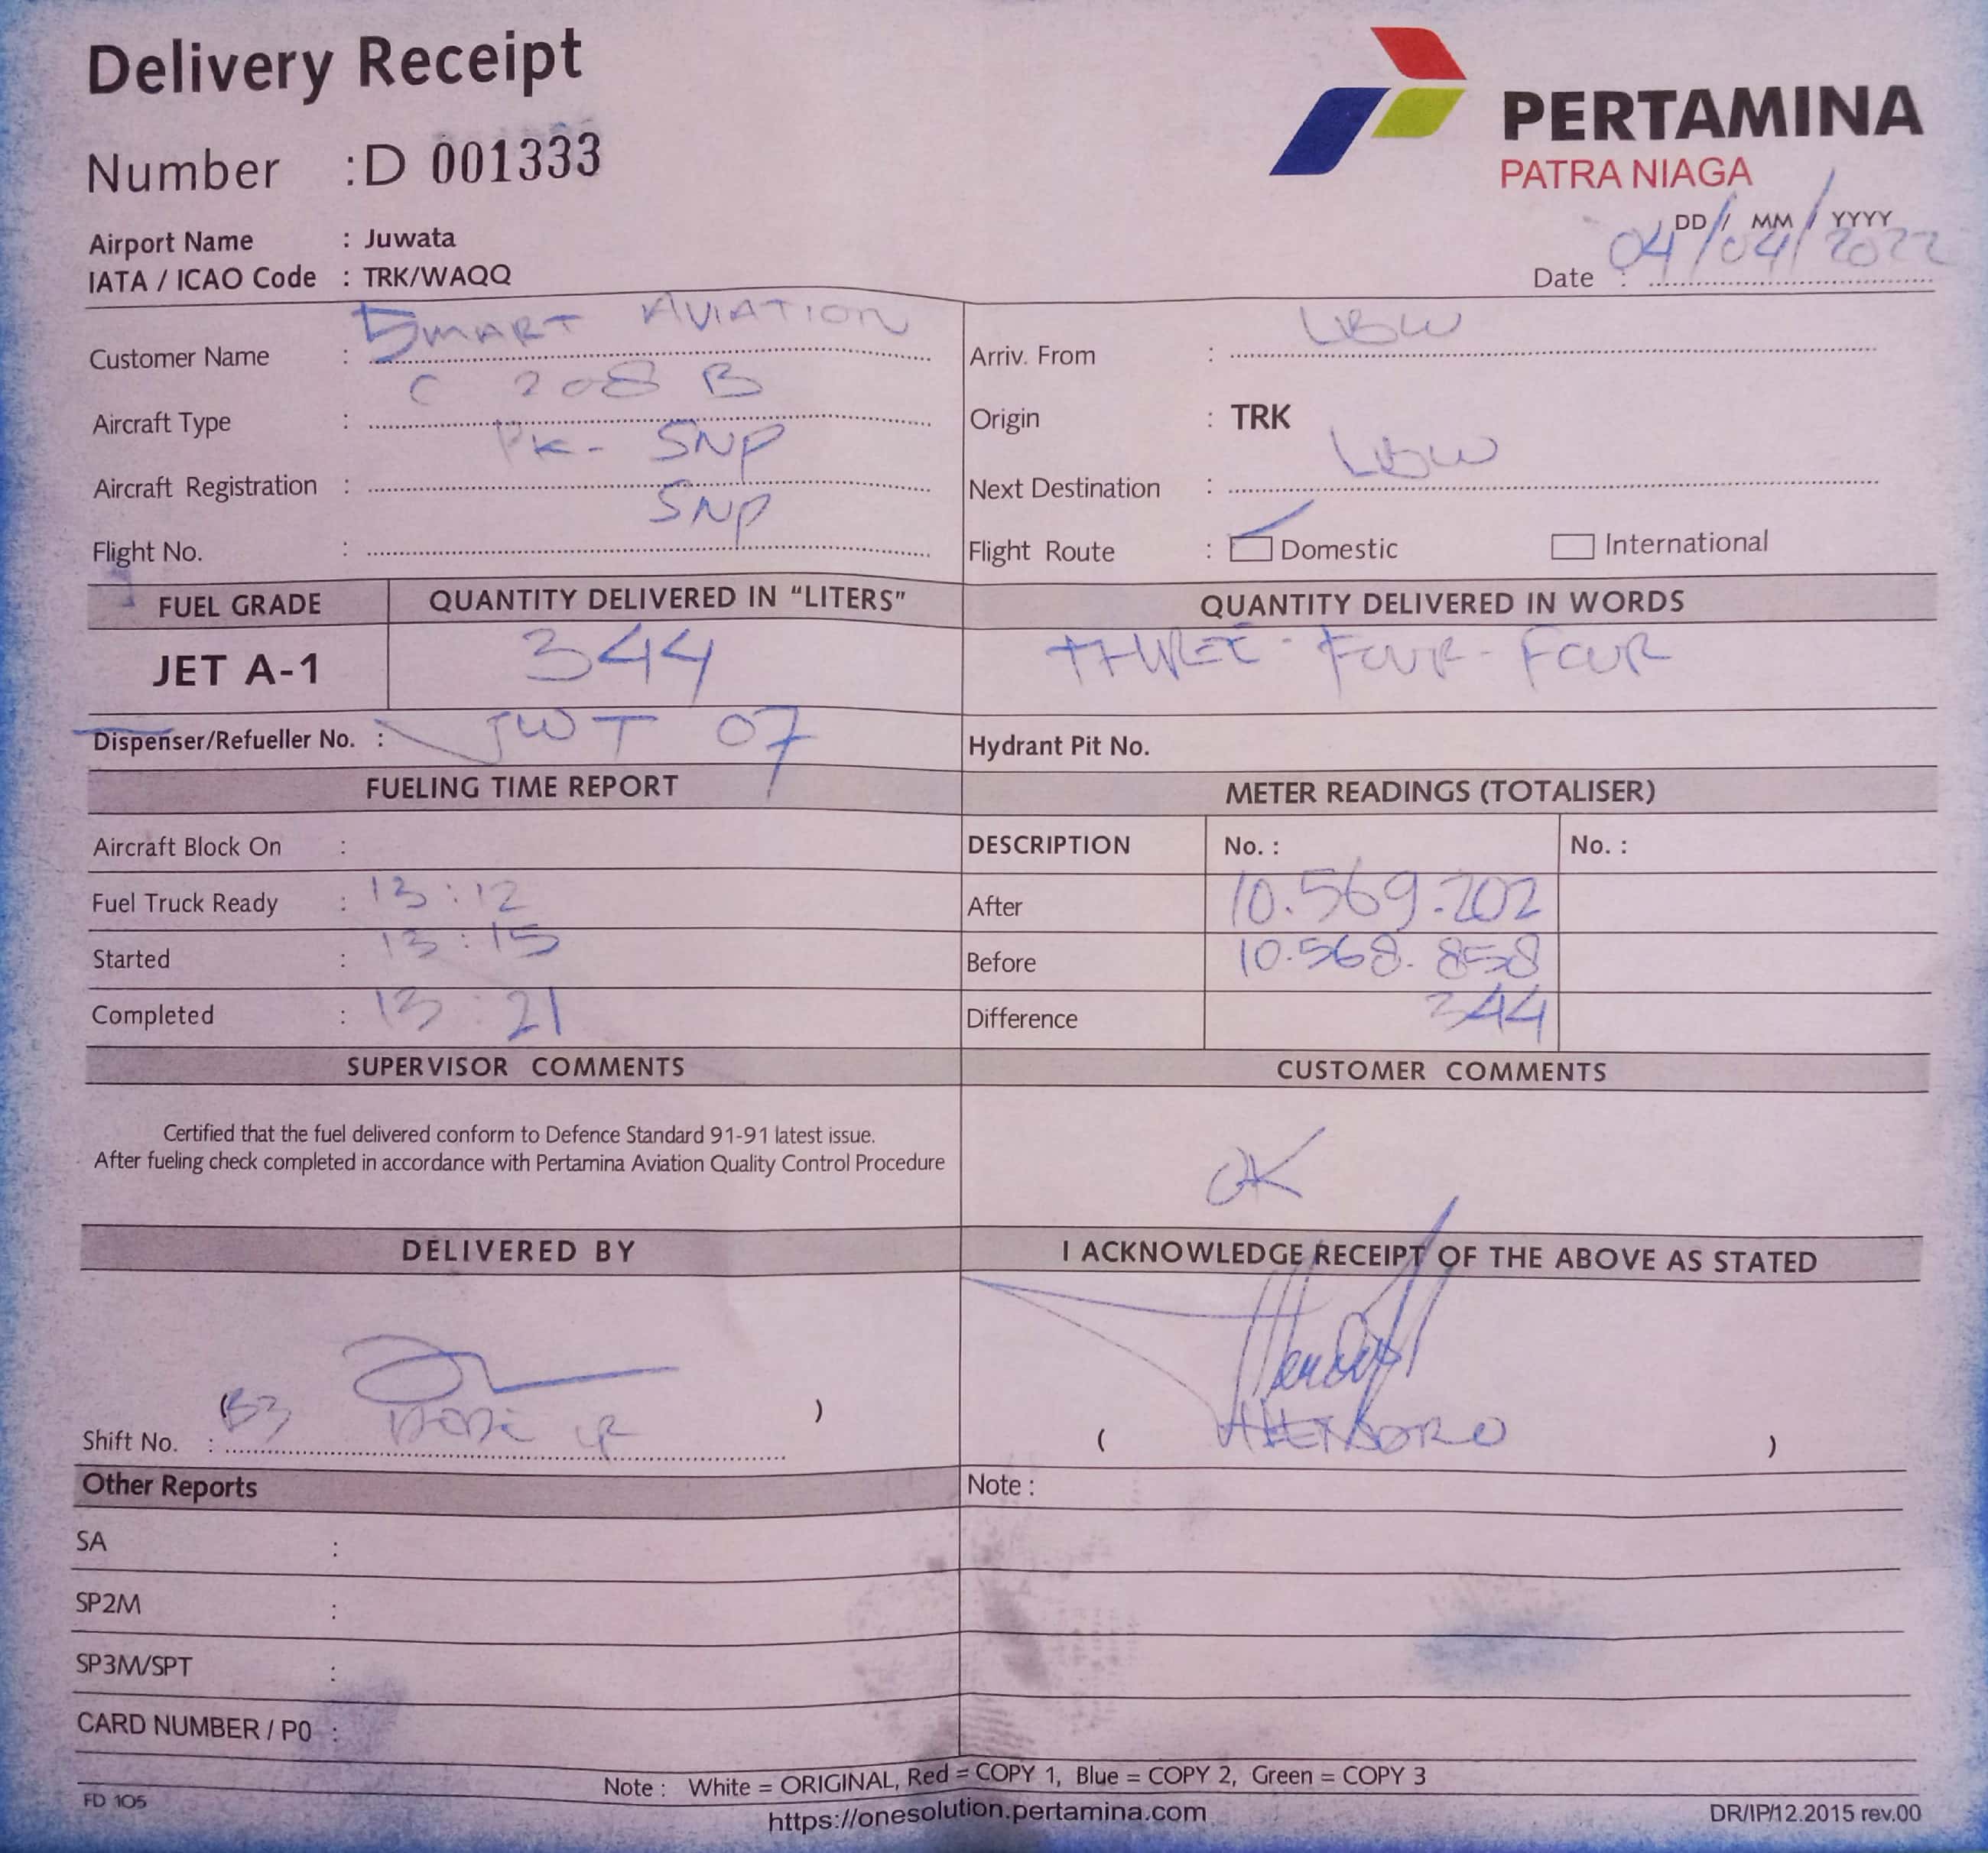 Delivery Receipt
PERTAMINA
PATRA NIAGA
Number : D 001333
Airport Name : Juwata
IATA / ICAO Code : TRK/WAQQ
DD / MM / YYYY
Date : 04/04/2022
Customer Name : SMART AVIATION
Arriv. From : LBW
Aircraft Type : C 208 B
Origin : TRK
Aircraft Registration : PK- SNP
Next Destination : LBW
Flight No. : SNP
Flight Route : Domestic International
FUEL GRADE QUANTITY DELIVERED IN "LITERS" QUANTITY DELIVERED IN WORDS
JET A-1 344 THREE - FOUR - FOUR
Dispenser/Refueller No. : JWT 07 Hydrant Pit No.
FUELING TIME REPORT METER READINGS (TOTALISER)
Aircraft Block On : DESCRIPTION No. : No. :
Fuel Truck Ready : 13:12 After 10.569.202
Started : 13:15 Before 10.568.858
Completed : 13:21 Difference 344
SUPERVISOR COMMENTS CUSTOMER COMMENTS
Certified that the fuel delivered conform to Defence Standard 91-91 latest issue.
After fueling check completed in accordance with Pertamina Aviation Quality Control Procedure
OK
DELIVERED BY I ACKNOWLEDGE RECEIPT OF THE ABOVE AS STATED
Shift No. : (B3 )
( )
Other Reports Note :
SA :
SP2M :
SP3M/SPT :
CARD NUMBER / P0 :
Note : White = ORIGINAL, Red = COPY 1, Blue = COPY 2, Green = COPY 3
FD 105 https://onesolution.pertamina.com DR/IP/12.2015 rev.00